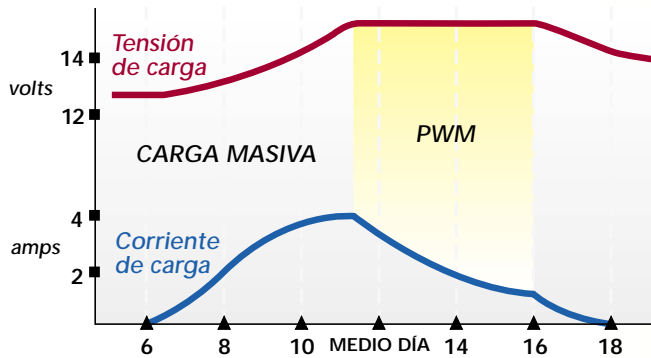 Tensión
de carga
14
volts
12
CARGA MASIVA
PWM
4
amps
2
Corriente
de carga
6 8 10 MEDIO DÍA 14 16 18